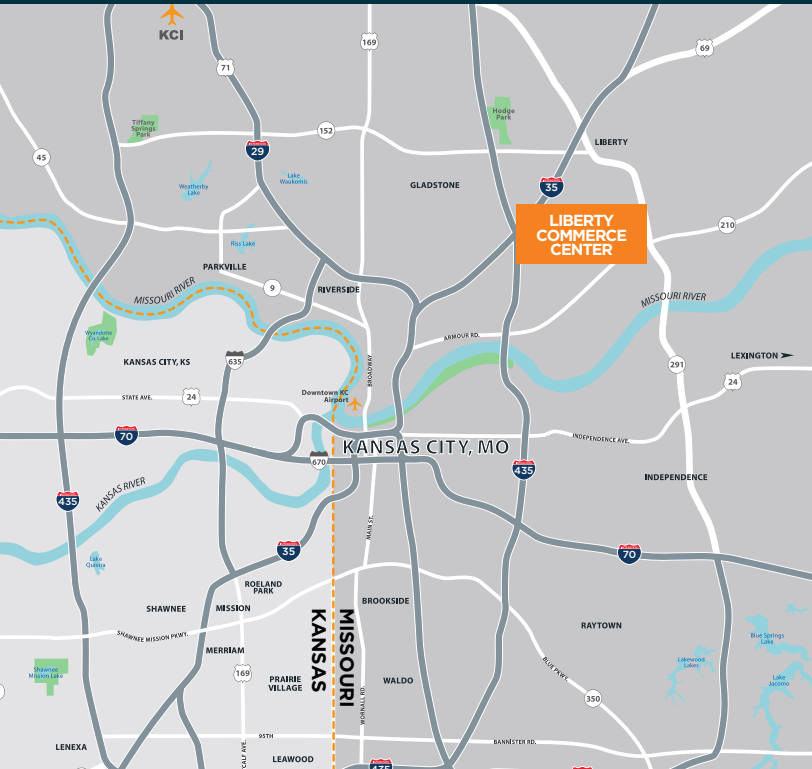 KCI
169
69
71
Tiffany
Springs
Park
Hodge
Park
152
LIBERTY
29
45
Lake
Waukomis
Weatherby
Lake
GLADSTONE
35
LIBERTY
COMMERCE
CENTER
210
Riss Lake
PARKVILLE
MISSOURI RIVER
9
RIVERSIDE
MISSOURI RIVER
Wyandotte
Co Lake
ARMOUR RD.
KANSAS CITY, KS
635
BROADWAY
291
LEXINGTON
24
STATE AVE.
24
Downtown KC
Airport
70
KANSAS CITY, MO
INDEPENDENCE AVE.
670
435
INDEPENDENCE
435
KANSAS RIVER
MAIN ST.
35
70
Lake
Quivira
ROELAND
PARK
SHAWNEE
MISSION
BROOKSIDE
KANSAS
MISSOURI
RAYTOWN
SHAWNEE MISSION PKWY.
Blue Springs
Lake
MERRIAM
Lakewood
Lakes
Shawnee
Mission Lake
169
PRAIRIE
VILLAGE
WALDO
BLUE PKWY.
Lake
Jacomo
WORNALL RD.
350
95TH
BANNISTER RD.
LENEXA
LEAWOOD
CALF AVE.
435